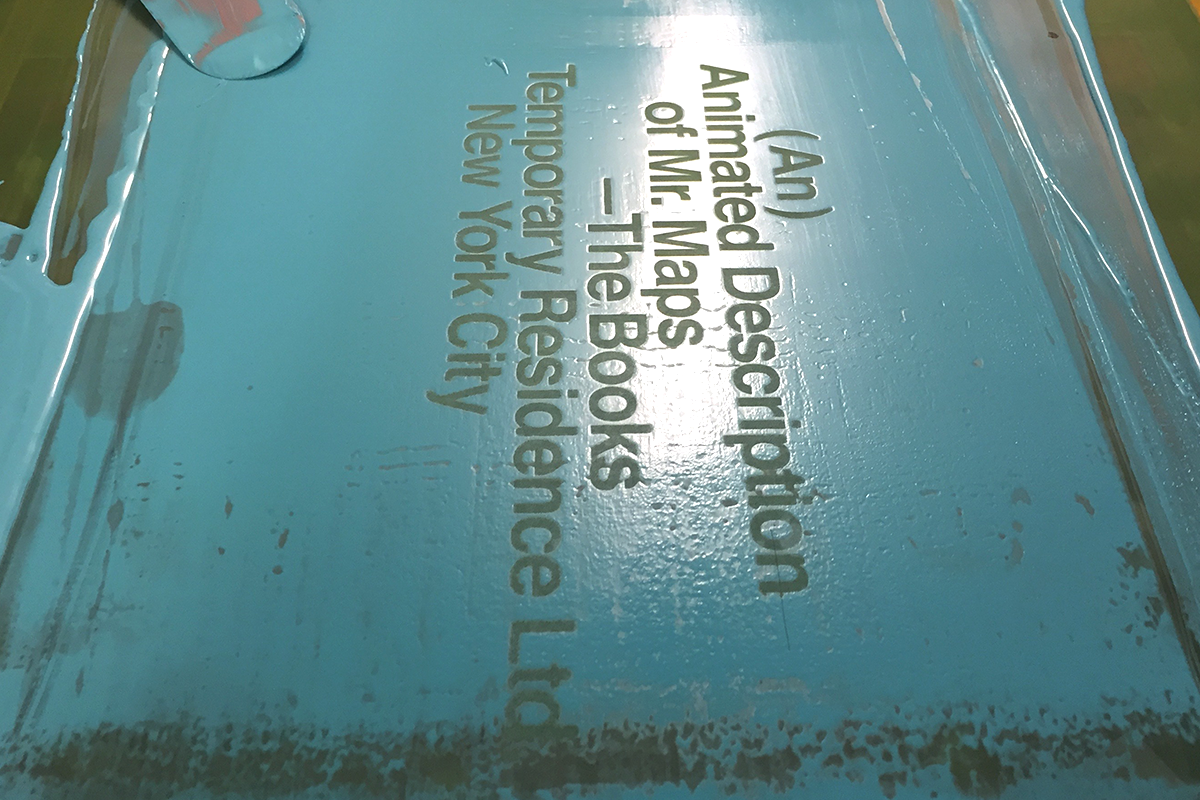 (An)
Animated Description
of Mr. Maps
–The Books
Temporary Residence Ltd
New York City